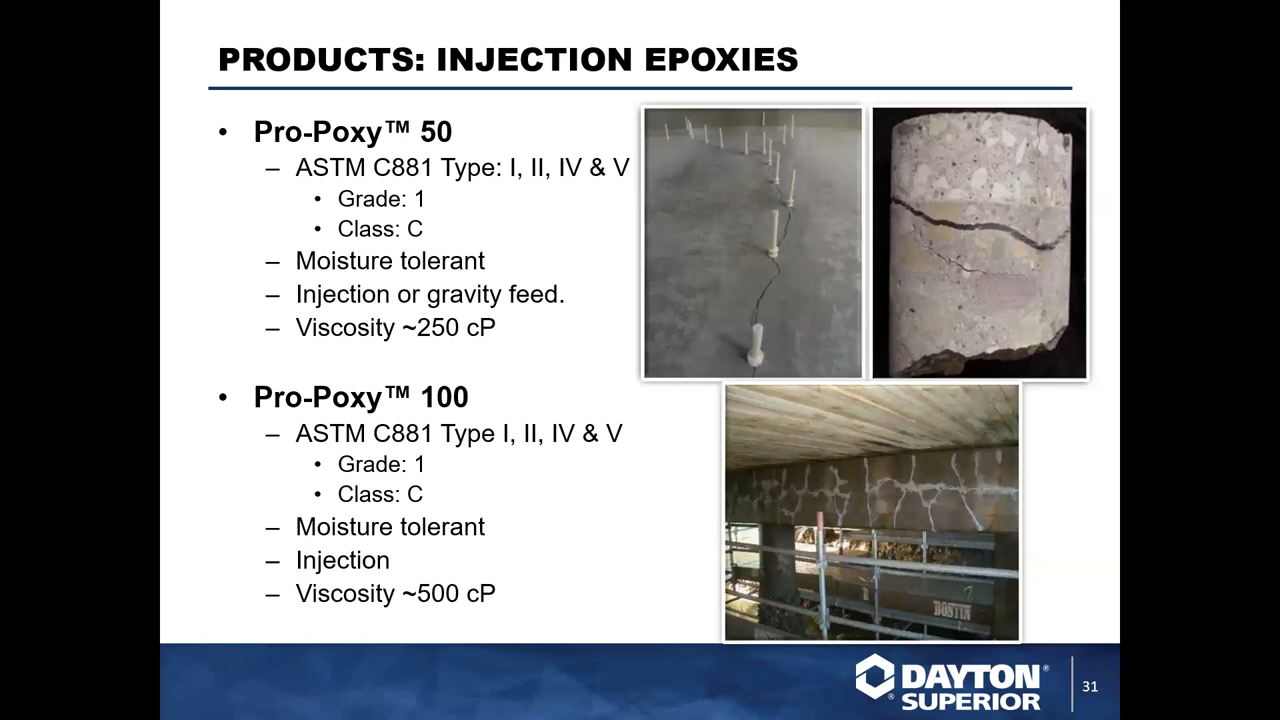 PRODUCTS: INJECTION EPOXIES
• Pro-Poxy™ 50
– ASTM C881 Type: I, II, IV & V
• Grade: 1
• Class: C
– Moisture tolerant
– Injection or gravity feed.
– Viscosity ~250 cP
• Pro-Poxy™ 100
– ASTM C881 Type I, II, IV & V
• Grade: 1
• Class: C
– Moisture tolerant
– Injection
– Viscosity ~500 cP
BOSTIN
DAYTON®
®SUPERIOR
31